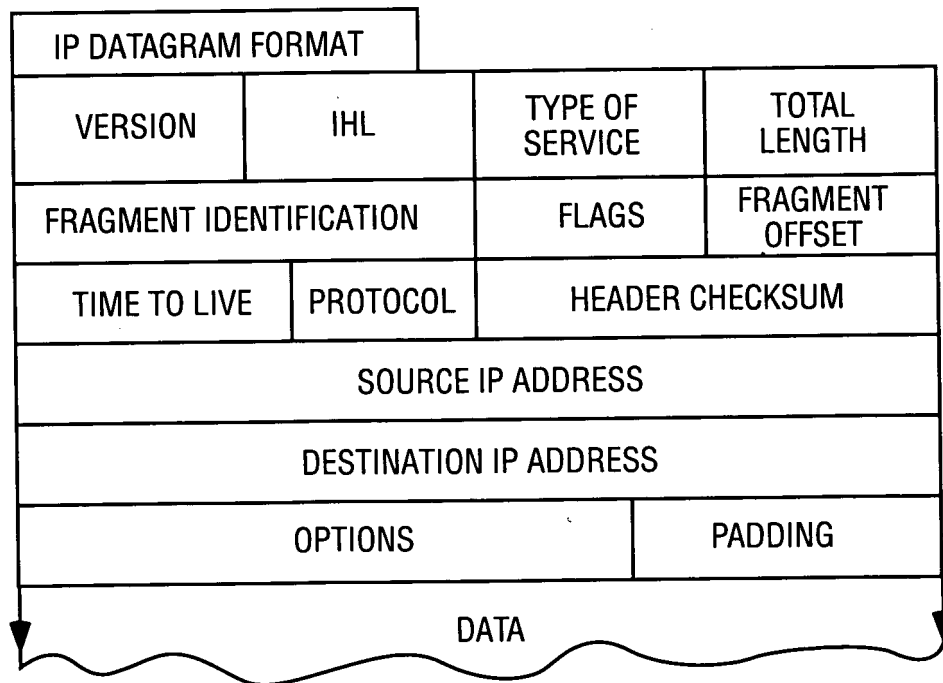 IP DATAGRAM FORMAT
VERSION
IHL
TYPE OF
SERVICE
TOTAL
LENGTH
FRAGMENT IDENTIFICATION
FLAGS
FRAGMENT
OFFSET
TIME TO LIVE
PROTOCOL
HEADER CHECKSUM
SOURCE IP ADDRESS
DESTINATION IP ADDRESS
OPTIONS
PADDING
DATA